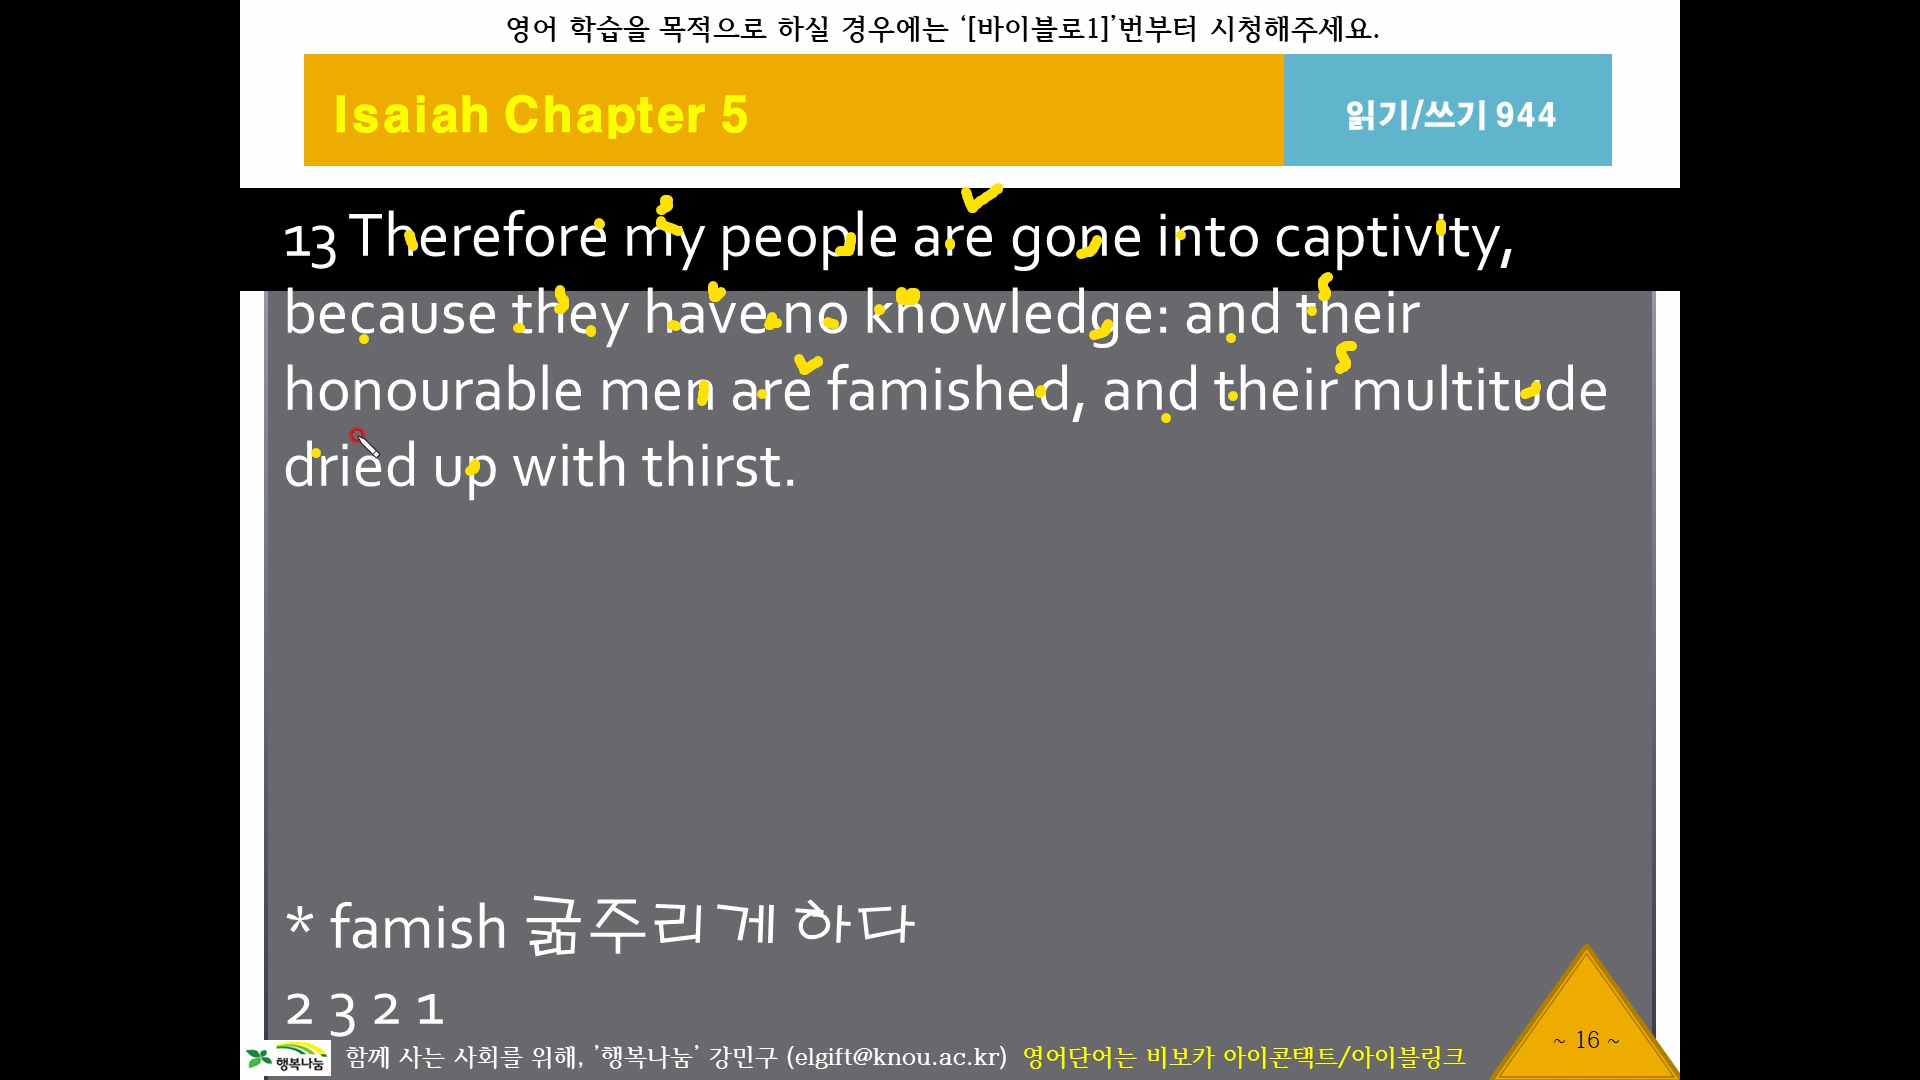 영어 학습을 목적으로 하실 경우에는 ‘[바이블로1]’번부터 시청해주세요.
Isaiah Chapter 5
읽기/쓰기 944
13 Therefore my people are gone into captivity,
because they have no knowledge: and their
honourable men are famished, and their multitude
dried up with thirst.
* famish 굶주리게 하다
2 3 2 1
~ 16 ~
행복나눔
함께 사는 사회를 위해, ’행복나눔’ 강민구 (elgift@knou.ac.kr) 영어단어는 비보카 아이콘택트/아이블링크